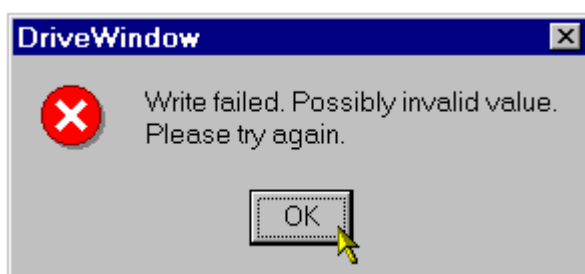 DriveWindow
Write failed. Possibly invalid value.
Please try again.
OK